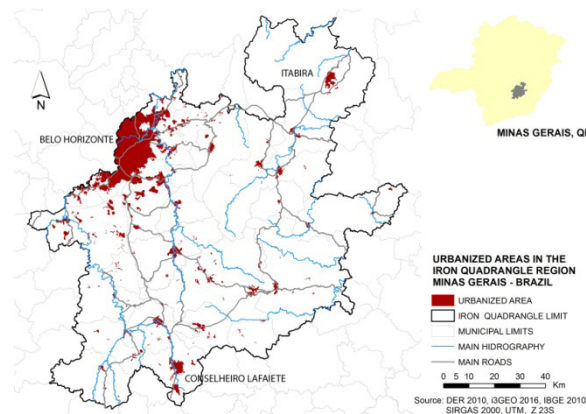 ITABIRA
N
BELO HORIZONTE
CONSELHEIRO LAFAIETE
MINAS GERAIS, Q
URBANIZED AREAS IN THE
IRON QUADRANGLE REGION
MINAS GERAIS - BRAZIL
URBANIZED AREA
IRON QUADRANGLE LIMIT
MUNICIPAL LIMITS
MAIN HIDROGRAPHY
MAIN ROADS
0 5 10 20 30 40
Km
Source: DER 2010, i3GEO 2016, IBGE 2010
SIRGAS 2000, UTM, Z 23S